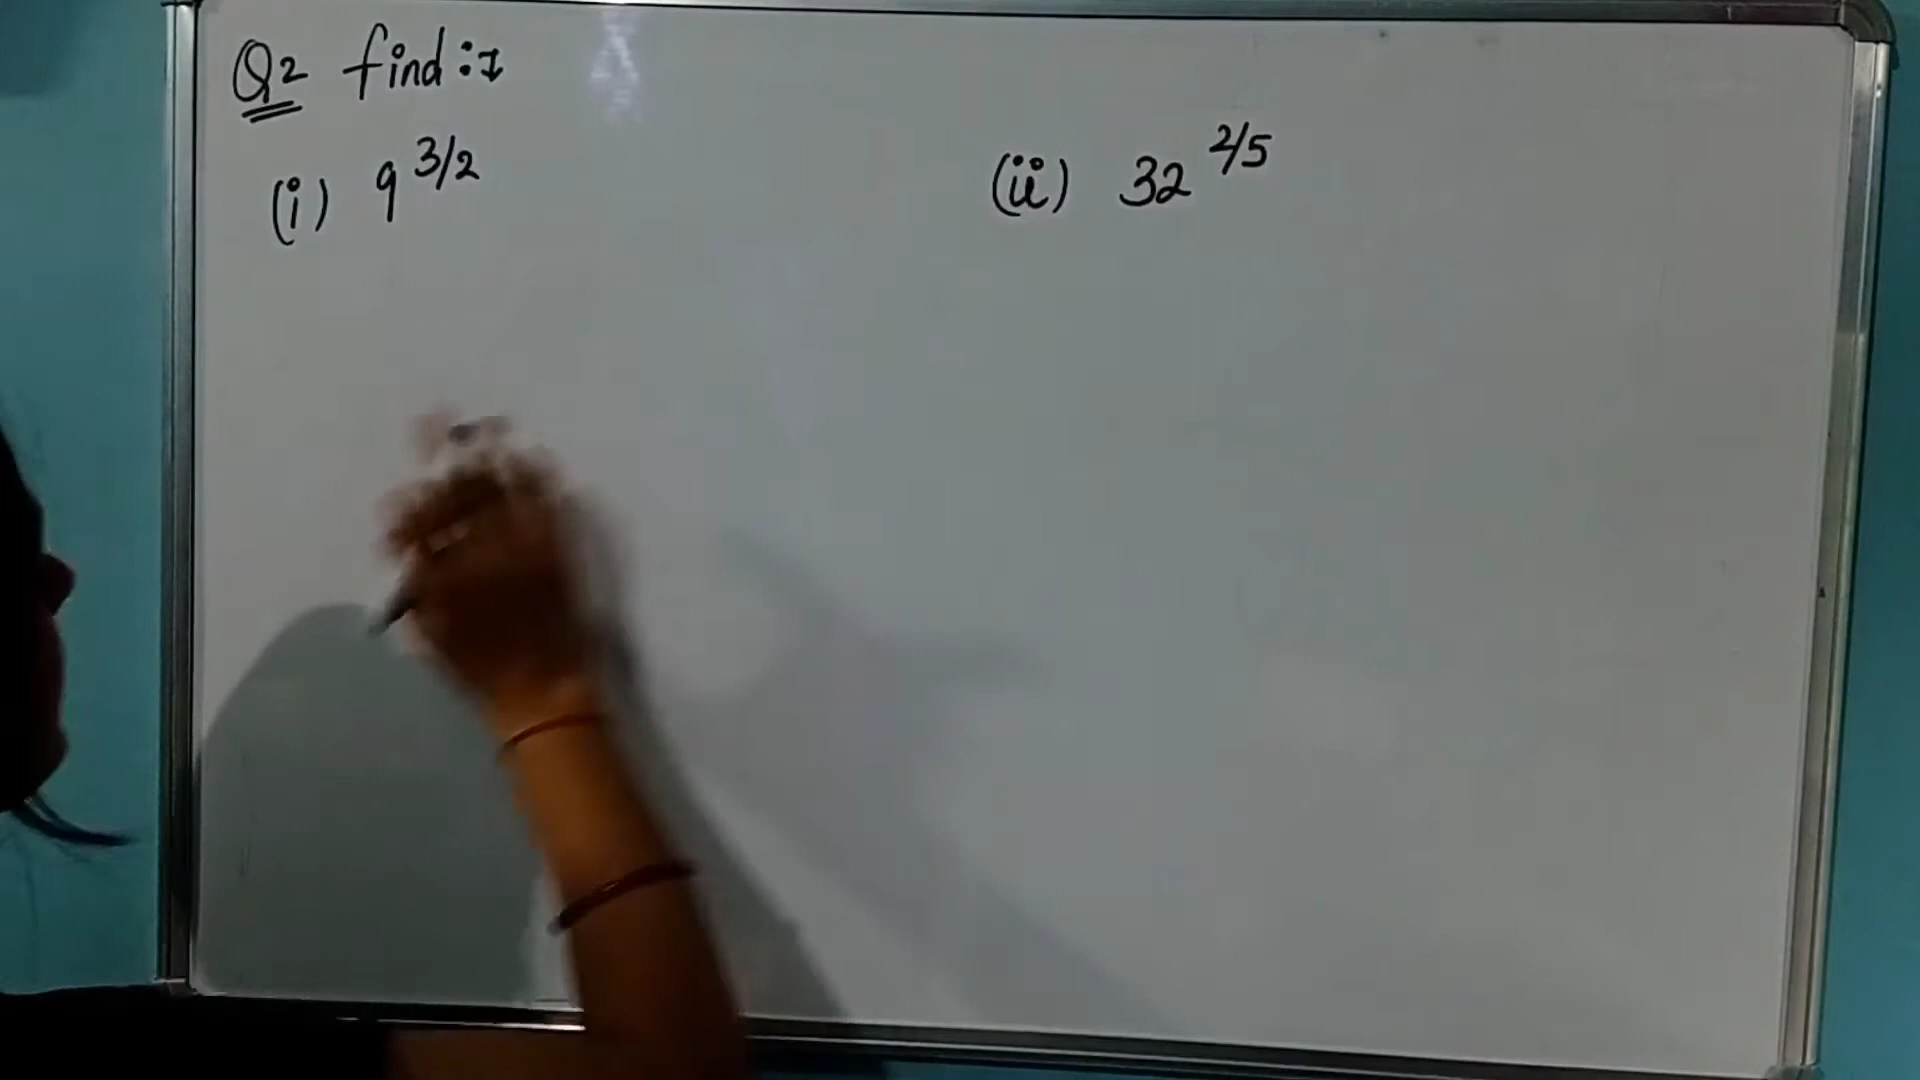 Q2 find :-
(i) 9^3/2
(ii) 32^2/5